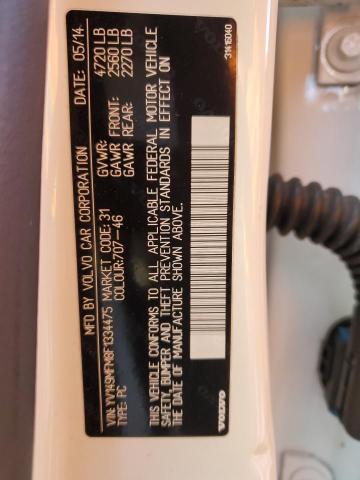 MFD BY VOLVO CAR CORPORATION DATE: 05/14
GVWR: 4720 LB
GAWR FRONT: 2560 LB
GAWR REAR: 2270 LB
VIN: YV149MFM8F1334475 MARKET CODE: 31
TYPE: PC COLOUR: 707-46
THIS VEHICLE CONFORMS TO ALL APPLICABLE FEDERAL MOTOR VEHICLE
SAFETY, BUMPER AND THEFT PREVENTION STANDARDS IN EFFECT ON
THE DATE OF MANUFACTURE SHOWN ABOVE.
VOLVO 31416040